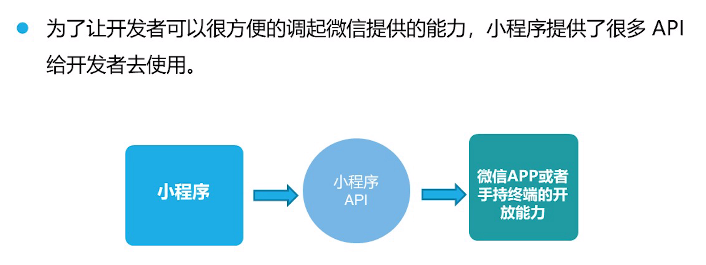 为了让开发者可以很方便的调起微信提供的能力，小程序提供了很多 API
给开发者去使用。
小程序
小程序
API
微信APP或者
手持终端的开
放能力